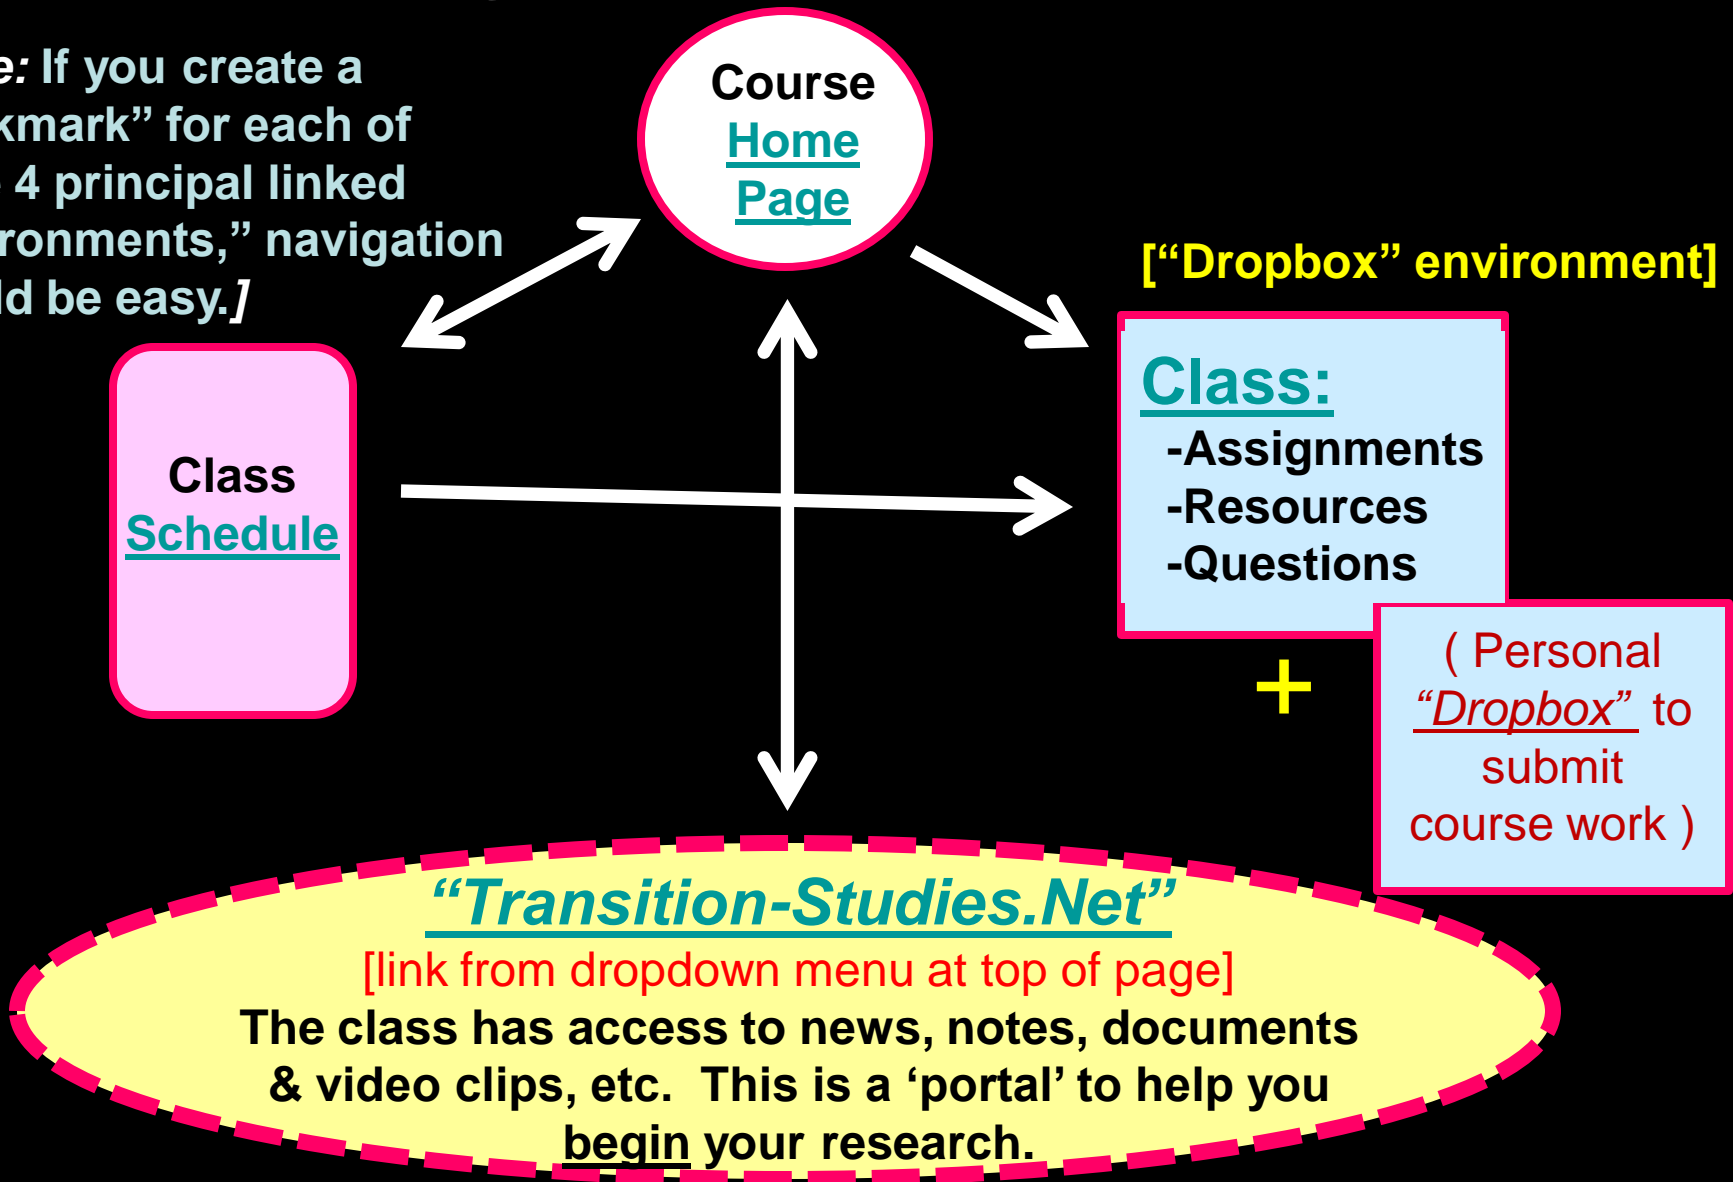 e: If you create a
kmark” for each of
4 principal linked
ronments,” navigation
ld be easy.]
Course
Home
Page
[“Dropbox” environment]
Class
Schedule
Class:
-Assignments
-Resources
-Questions
+
( Personal
“Dropbox” to
submit
course work )
“Transition-Studies.Net”
[link from dropdown menu at top of page]
The class has access to news, notes, documents
& video clips, etc. This is a ‘portal’ to help you
begin your research.